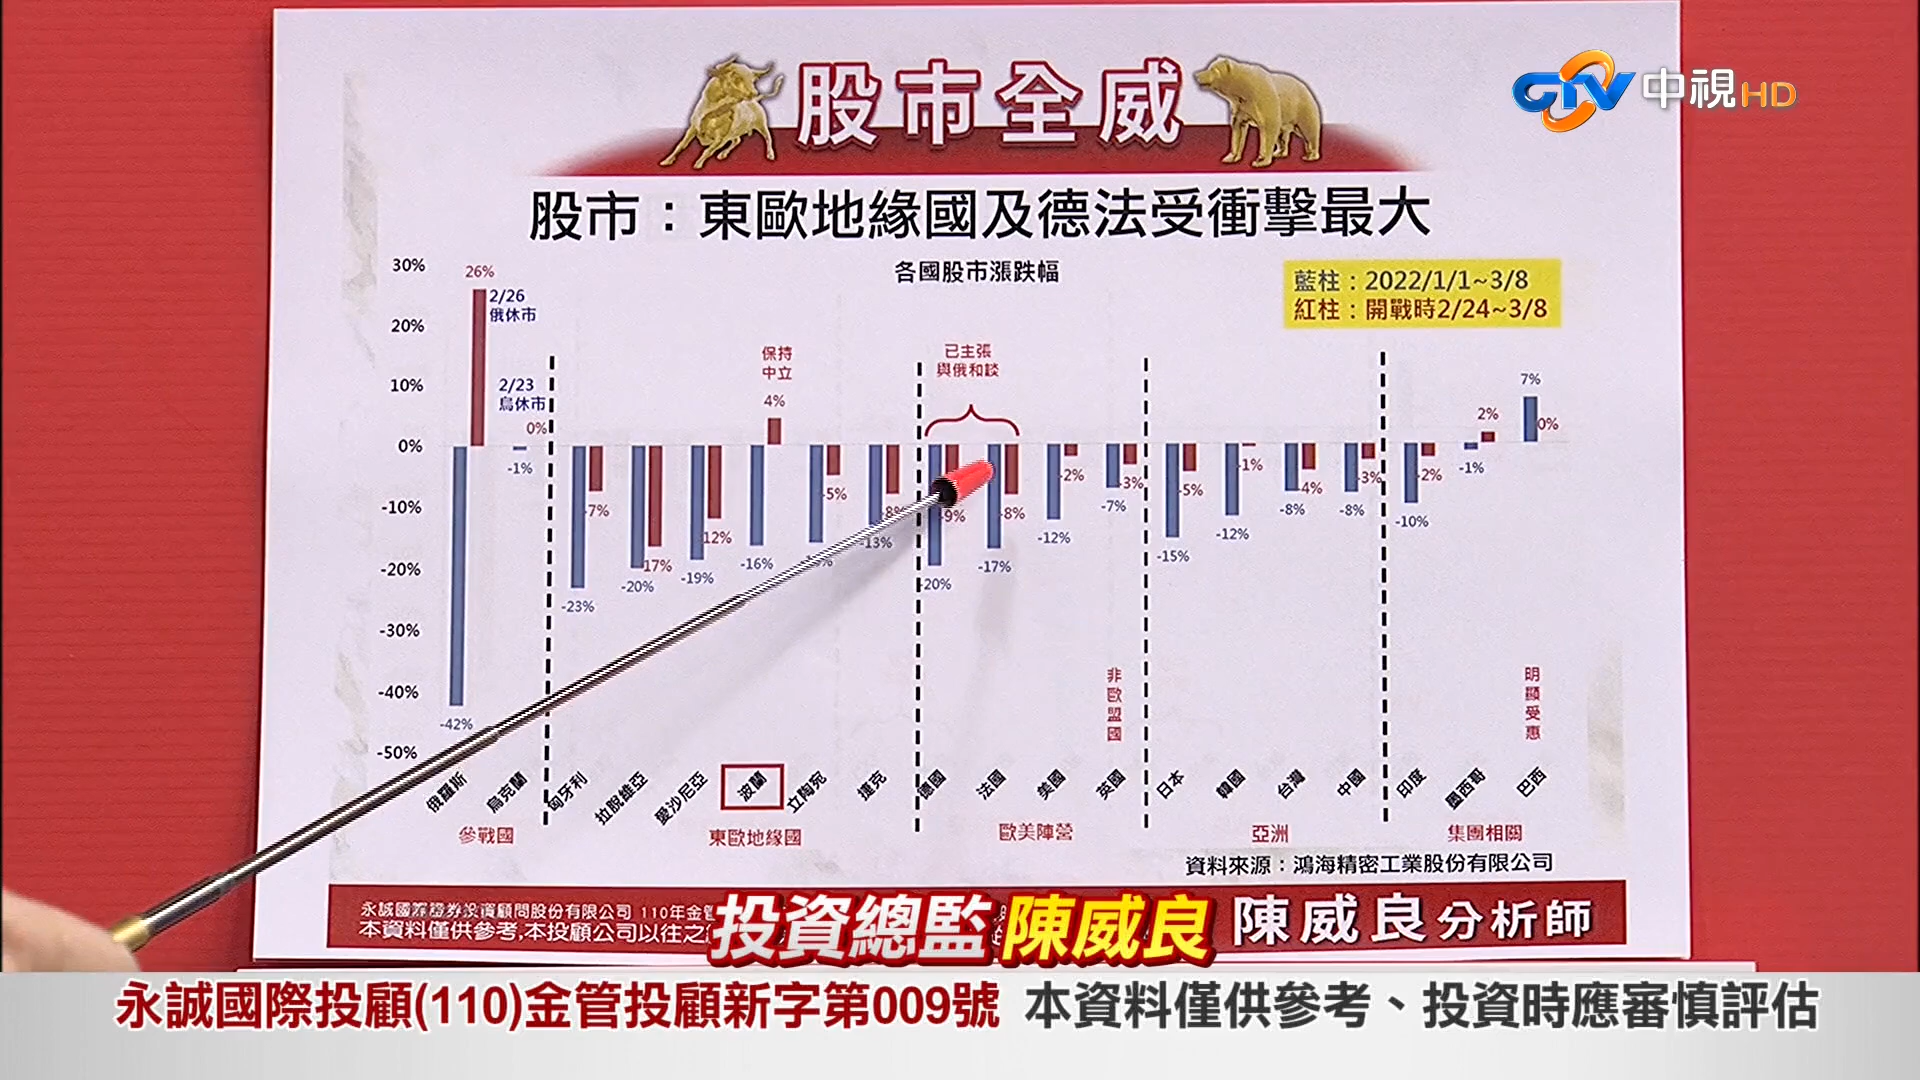 股市全威
CTV 中視HD
股市：東歐地緣國及德法受衝擊最大
各國股市漲跌幅
藍柱：2022/1/1~3/8
紅柱：開戰時2/24~3/8
30%
20%
10%
0%
-10%
-20%
-30%
-40%
-50%
26%
2/26
俄休市
2/23
烏休市
0%
-1%
-42%
保持
中立
4%
已主張
與俄和談
-7%
-23%
-17%
-20%
-12%
-19%
-16%
-5%
-8%
-13%
-9%
-20%
-8%
-17%
-2%
-12%
-3%
-7%
-5%
-15%
-1%
-12%
-4%
-8%
-3%
-8%
-2%
-10%
2%
-1%
7%
0%
非歐盟國
明顯受惠
俄羅斯
烏克蘭
匈牙利
拉脫維亞
愛沙尼亞
波蘭
立陶宛
捷克
德國
法國
美國
英國
日本
韓國
台灣
中國
印度
墨西哥
巴西
參戰國
東歐地緣國
歐美陣營
亞洲
集團相關
資料來源：鴻海精密工業股份有限公司
永誠國際證券投資顧問股份有限公司 110年金管
本資料僅供參考,本投顧公司以往之
投資總監 陳威良
陳威良分析師
永誠國際投顧(110)金管投顧新字第009號 本資料僅供參考、投資時應審慎評估